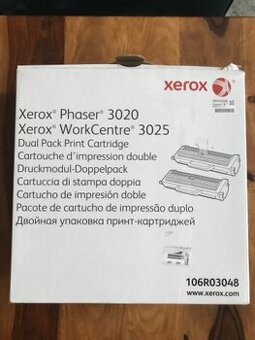 xerox
Xerox® Phaser® 3020
Xerox® WorkCentre® 3025
Dual Pack Print Cartridge
Cartouche d'impression double
Druckmodul-Doppelpack
Cartuccia di stampa doppia
Cartucho de impresión doble
Pacote de cartucho de impressão duplo
Двойная упаковка принт-картриджей
106R03048
www.xerox.com